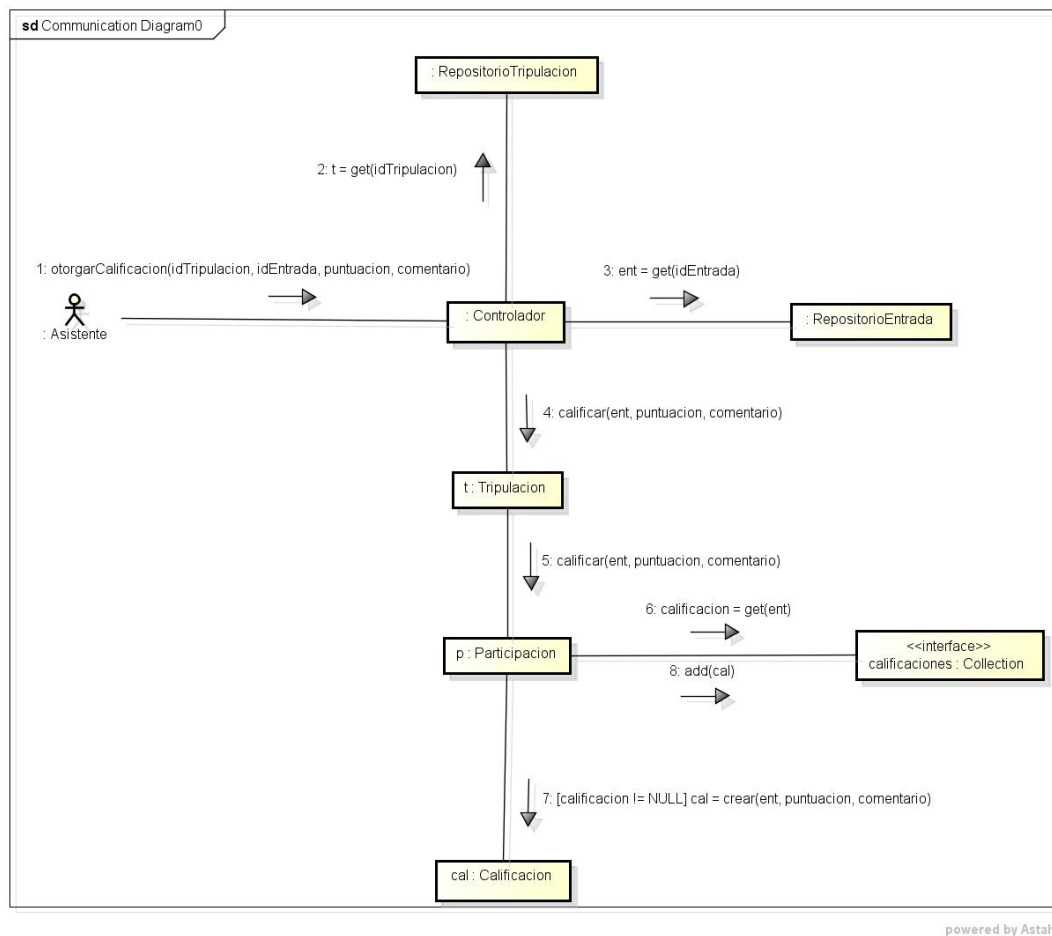 sd Communication Diagram0
: RepositorioTripulacion
2: t = get(idTripulacion)
1: otorgarCalificacion(idTripulacion, idEntrada, puntuacion, comentario)
3: ent = get(idEntrada)
: Asistente
: Controlador
: RepositorioEntrada
4: calificar(ent, puntuacion, comentario)
t : Tripulacion
5: calificar(ent, puntuacion, comentario)
6: calificacion = get(ent)
p : Participacion
<<interface>>
calificaciones : Collection
8: add(cal)
7: [calificacion != NULL] cal = crear(ent, puntuacion, comentario)
cal : Calificacion
powered by Astah